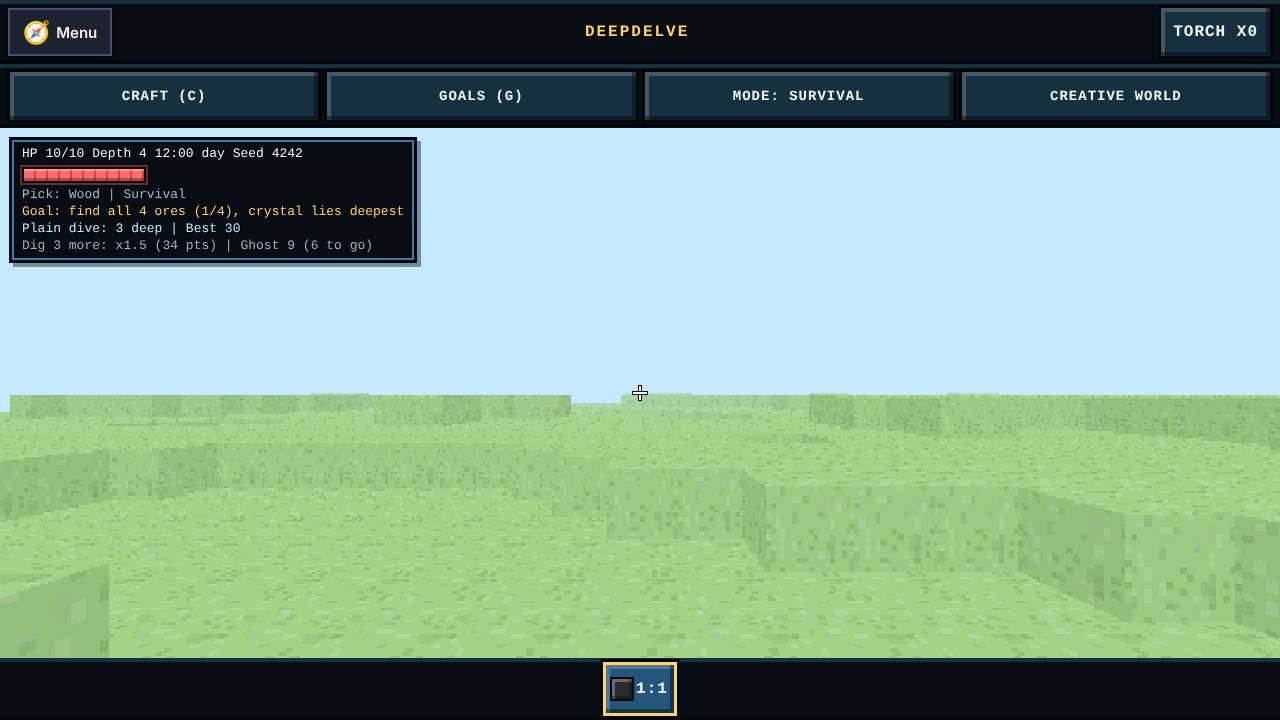 Menu
DEEPDELVE
TORCH X0
CRAFT (C)
GOALS (G)
MODE: SURVIVAL
CREATIVE WORLD
HP 10/10 Depth 4 12:00 day Seed 4242
Pick: Wood | Survival
Goal: find all 4 ores (1/4), crystal lies deepest
Plain dive: 3 deep | Best 30
Dig 3 more: x1.5 (34 pts) | Ghost 9 (6 to go)
1:1